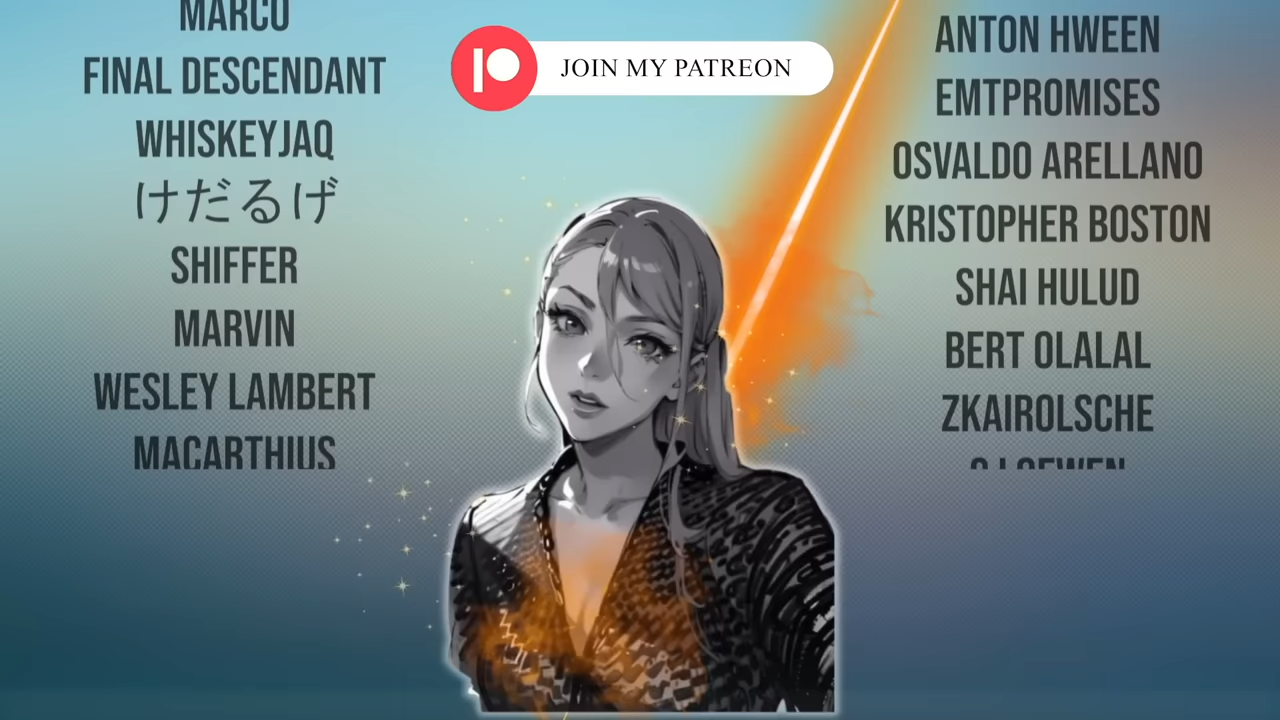 MARCO
FINAL DESCENDANT
WHISKEYJAQ
けだるげ
SHIFFER
MARVIN
WESLEY LAMBERT
MACARTHIUS
JOIN MY PATREON
ANTON HWEEN
EMTPROMISES
OSVALDO ARELLANO
KRISTOPHER BOSTON
SHAI HULUD
BERT OLALAL
ZKAIROLSCHE